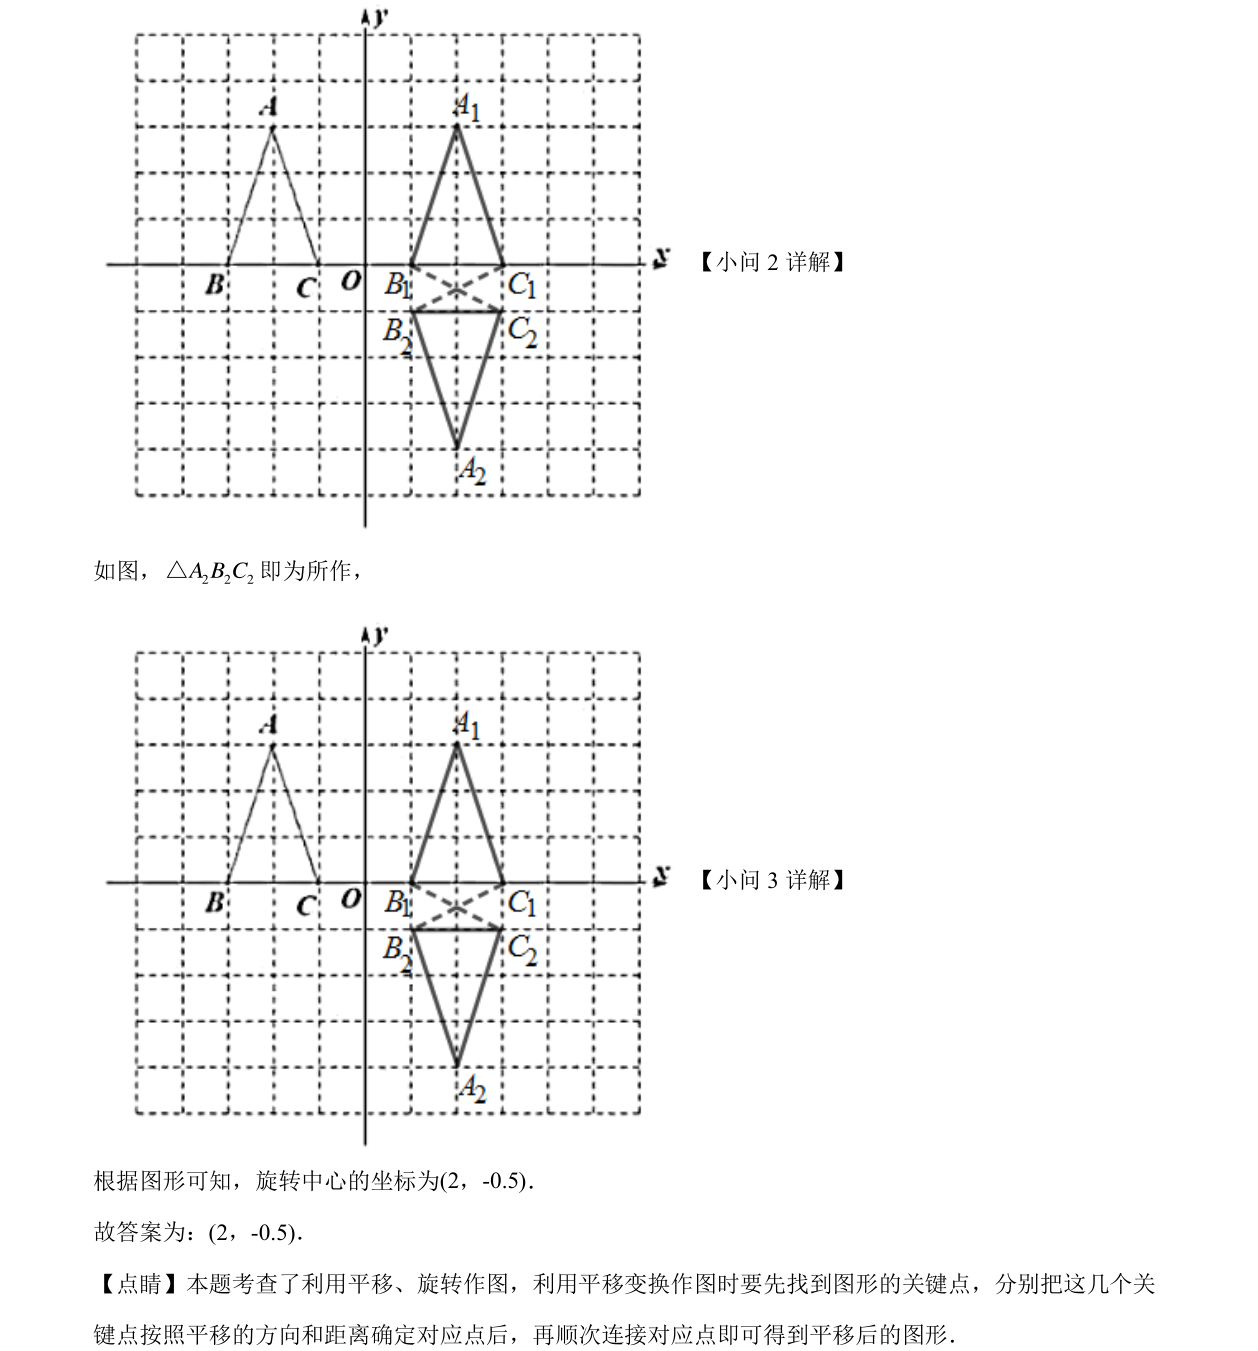 y
A A₁
x 【小问 2 详解】
B C O B₁ C₁
B₂ C₂
A₂
如图，△A₂B₂C₂ 即为所作，
y
A A₁
x 【小问 3 详解】
B C O B₁ C₁
B₂ C₂
A₂
根据图形可知，旋转中心的坐标为(2，-0.5)．
故答案为：(2，-0.5)．
【点睛】本题考查了利用平移、旋转作图，利用平移变换作图时要先找到图形的关键点，分别把这几个关
键点按照平移的方向和距离确定对应点后，再顺次连接对应点即可得到平移后的图形．